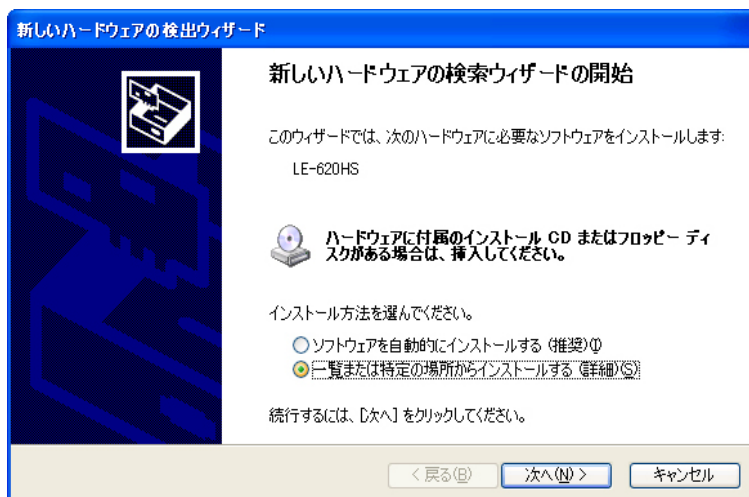 新しいハードウェアの検出ウィザード
新しいハードウェアの検索ウィザードの開始
このウィザードでは、次のハードウェアに必要なソフトウェアをインストールします:
LE-620HS
ハードウェアに付属のインストール CD またはフロッピー ディ
スクがある場合は、挿入してください。
インストール方法を選んでください。
ソフトウェアを自動的にインストールする (推奨)(I)
一覧または特定の場所からインストールする (詳細)(S)
続行するには、[次へ] をクリックしてください。
< 戻る(B)
次へ(N) >
キャンセル